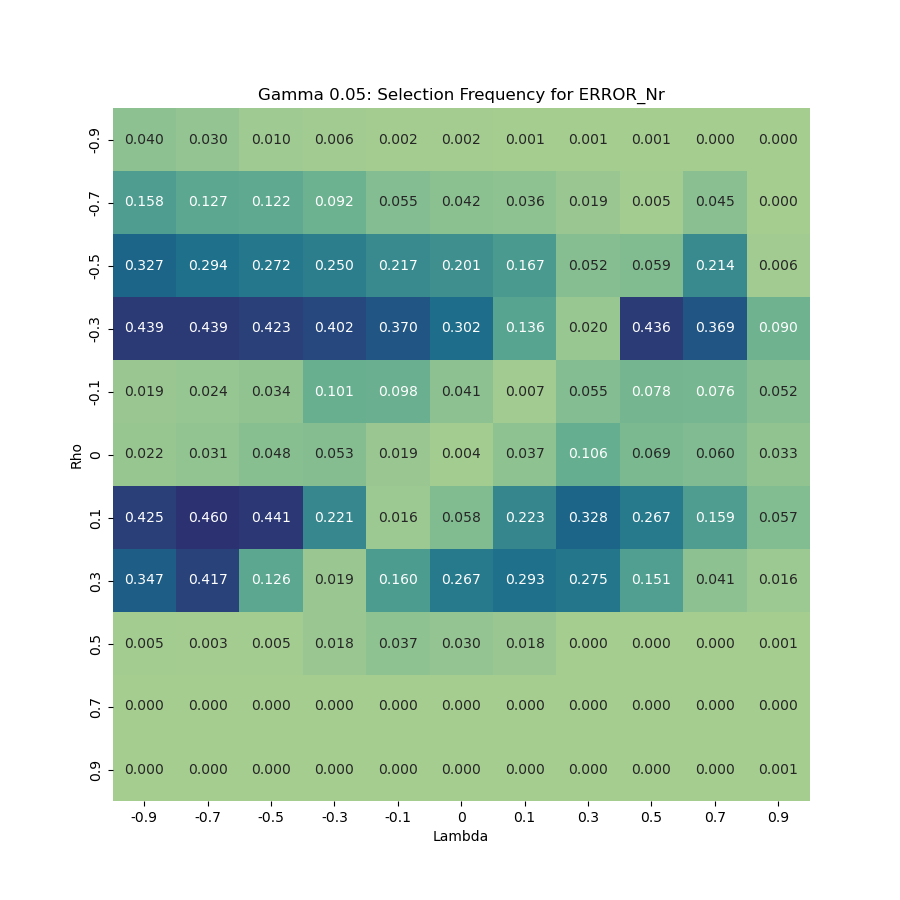 Gamma 0.05: Selection Frequency for ERROR_Nr
-0.9 0.040 0.030 0.010 0.006 0.002 0.002 0.001 0.001 0.001 0.000 0.000
-0.7 0.158 0.127 0.122 0.092 0.055 0.042 0.036 0.019 0.005 0.045 0.000
-0.5 0.327 0.294 0.272 0.250 0.217 0.201 0.167 0.052 0.059 0.214 0.006
-0.3 0.439 0.439 0.423 0.402 0.370 0.302 0.136 0.020 0.436 0.369 0.090
-0.1 0.019 0.024 0.034 0.101 0.098 0.041 0.007 0.055 0.078 0.076 0.052
Rho
0 0.022 0.031 0.048 0.053 0.019 0.004 0.037 0.106 0.069 0.060 0.033
0.1 0.425 0.460 0.441 0.221 0.016 0.058 0.223 0.328 0.267 0.159 0.057
0.3 0.347 0.417 0.126 0.019 0.160 0.267 0.293 0.275 0.151 0.041 0.016
0.5 0.005 0.003 0.005 0.018 0.037 0.030 0.018 0.000 0.000 0.000 0.001
0.7 0.000 0.000 0.000 0.000 0.000 0.000 0.000 0.000 0.000 0.000 0.000
0.9 0.000 0.000 0.000 0.000 0.000 0.000 0.000 0.000 0.000 0.000 0.001
-0.9 -0.7 -0.5 -0.3 -0.1 0 0.1 0.3 0.5 0.7 0.9
Lambda